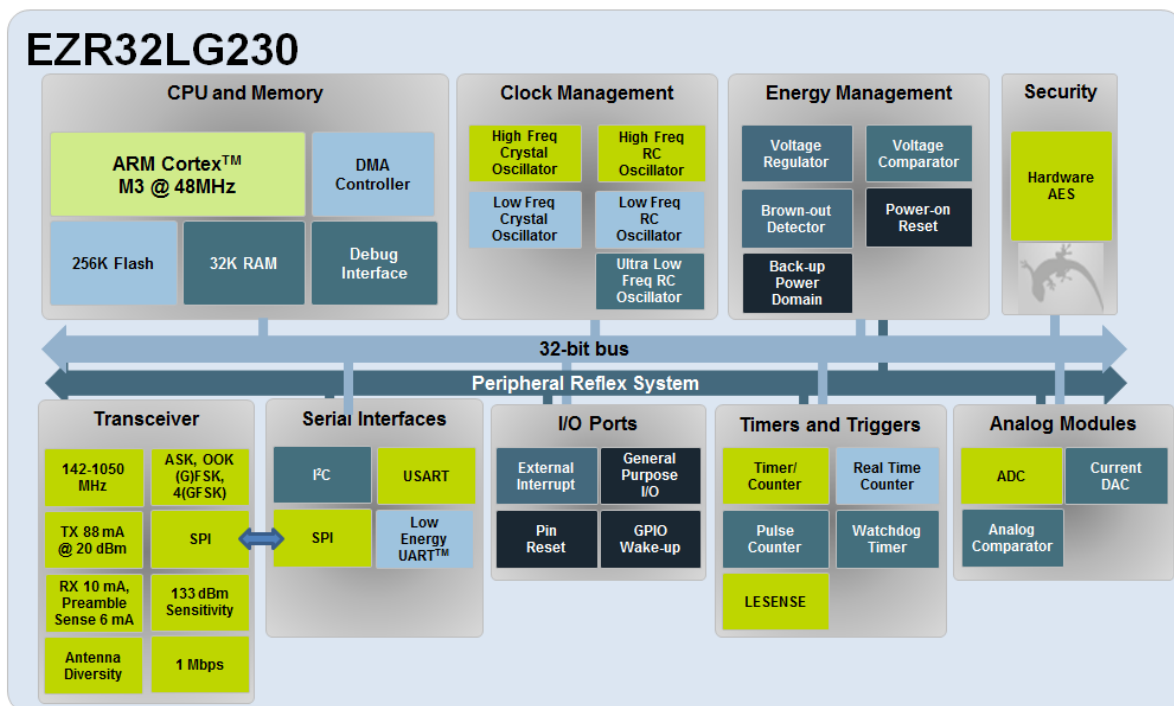 EZR32LG230
CPU and Memory
ARM Cortex™
M3 @ 48MHz
DMA
Controller
256K Flash
32K RAM
Debug
Interface
Clock Management
High Freq
Crystal
Oscillator
High Freq
RC
Oscillator
Low Freq
Crystal
Oscillator
Low Freq
RC
Oscillator
Ultra Low
Freq RC
Oscillator
Energy Management
Voltage
Regulator
Voltage
Comparator
Brown-out
Detector
Power-on
Reset
Back-up
Power
Domain
Security
Hardware
AES
32-bit bus
Peripheral Reflex System
Transceiver
142-1050
MHz
ASK, OOK
(G)FSK,
4(GFSK)
TX 88 mA
@ 20 dBm
SPI
RX 10 mA,
Preamble
Sense 6 mA
133 dBm
Sensitivity
Antenna
Diversity
1 Mbps
Serial Interfaces
I²C
USART
SPI
Low
Energy
UART™
I/O Ports
External
Interrupt
General
Purpose
I/O
Pin
Reset
GPIO
Wake-up
Timers and Triggers
Timer/
Counter
Real Time
Counter
Pulse
Counter
Watchdog
Timer
LESENSE
Analog Modules
ADC
Current
DAC
Analog
Comparator